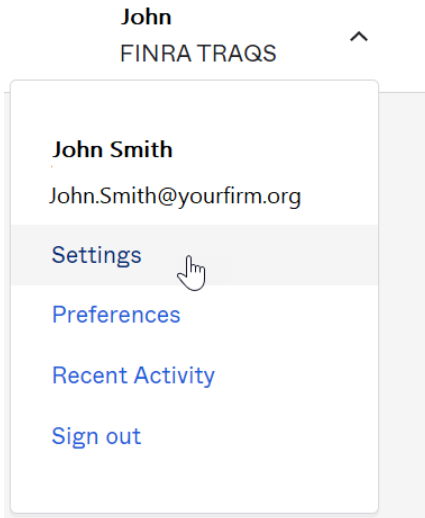 John
FINRA TRAQS
John Smith
John.Smith@yourfirm.org
Settings
Preferences
Recent Activity
Sign out